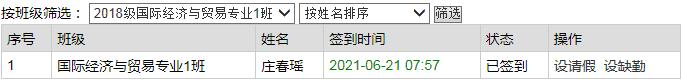 按班级筛选： 2018级国际经济与贸易专业1班 按姓名排序 筛选
序号 班级 姓名 签到时间 状态 操作
1 国际经济与贸易专业1班 庄春瑶 2021-06-21 07:57 已签到 设请假 设缺勤